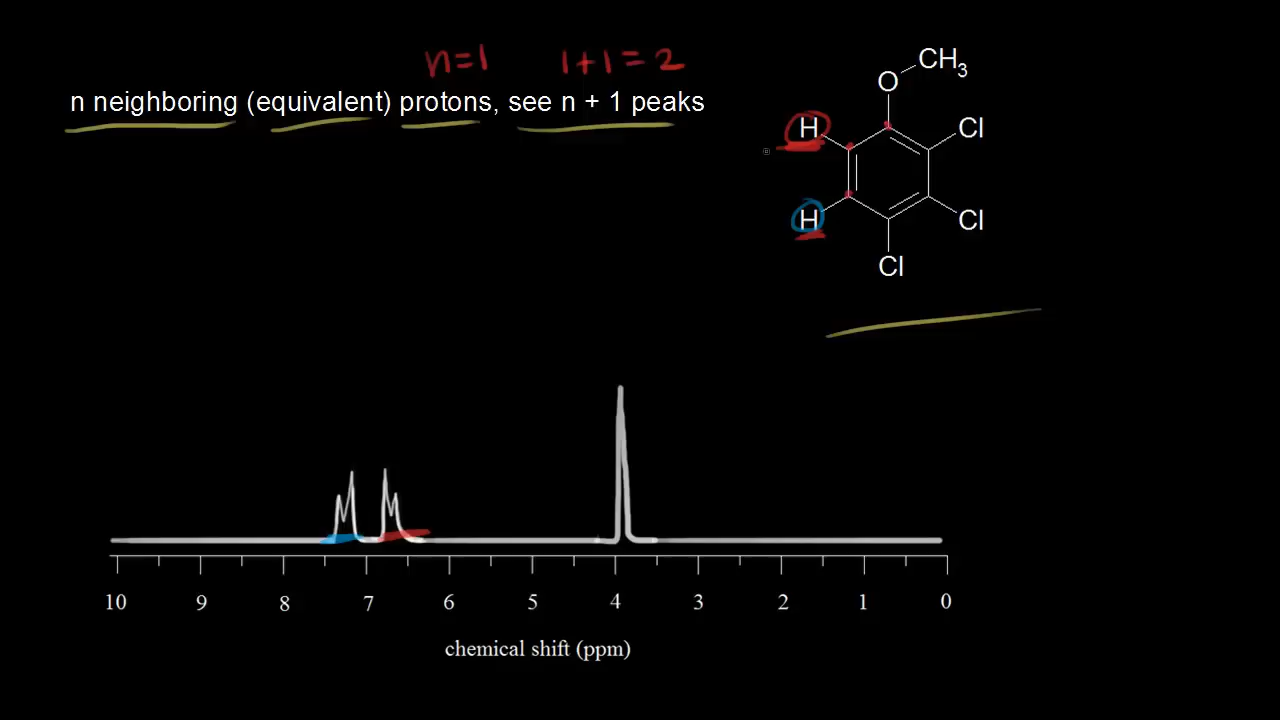 n=1 1+1=2
n neighboring (equivalent) protons, see n + 1 peaks
CH3
O
H Cl
H Cl
Cl
10 9 8 7 6 5 4 3 2 1 0
chemical shift (ppm)